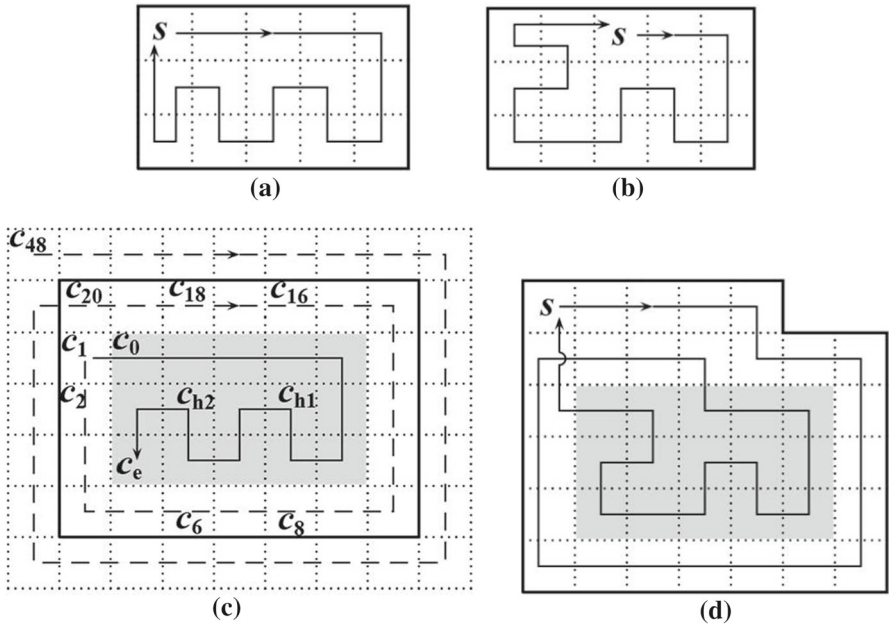 s
s
(a)
(b)
c48
c20 c18 c16
c1 c0
c2 ch2 ch1
ce
c6 c8
s
(c)
(d)